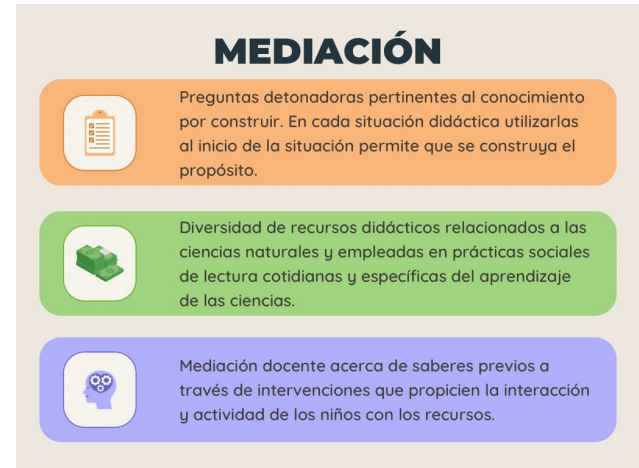 MEDIACIÓN
Preguntas detonadoras pertinentes al conocimiento
por construir. En cada situación didáctica utilizarlas
al inicio de la situación permite que se construya el
propósito.
Diversidad de recursos didácticos relacionados a las
ciencias naturales y empleadas en prácticas sociales
de lectura cotidianas y específicas del aprendizaje
de las ciencias.
Mediación docente acerca de saberes previos a
través de intervenciones que propicien la interacción
y actividad de los niños con los recursos.